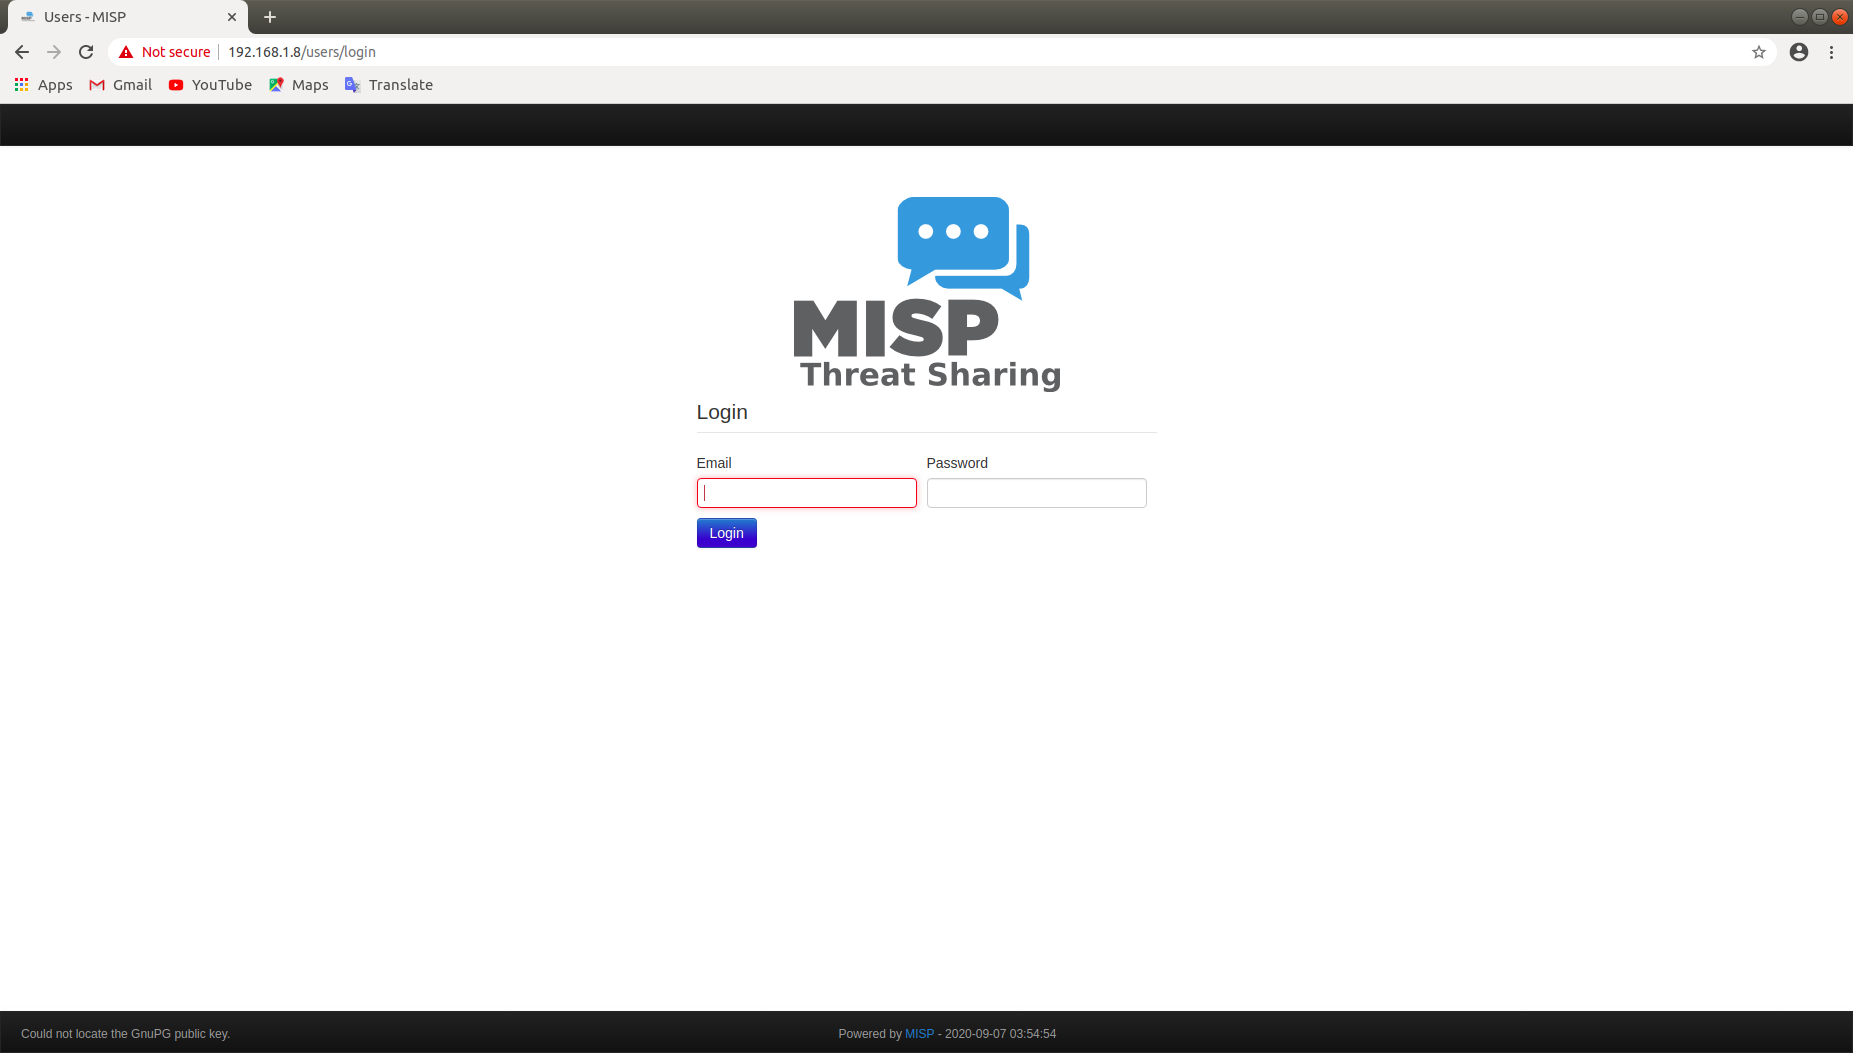 Users - MISP
Not secure 192.168.1.8/users/login
Apps Gmail YouTube Maps Translate
MISP
Threat Sharing
Login
Email Password
Login
Could not locate the GnuPG public key. Powered by MISP - 2020-09-07 03:54:54